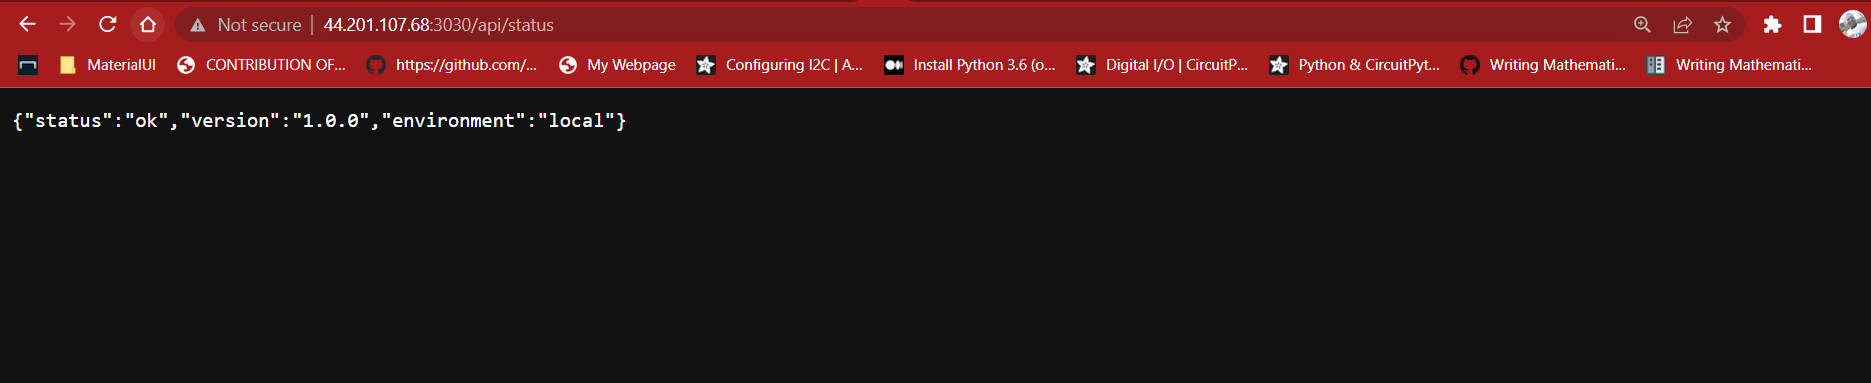 Not secure | 44.201.107.68:3030/api/status
MaterialUI CONTRIBUTION OF... https://github.com/... My Webpage Configuring I2C | A... Install Python 3.6 (o... Digital I/O | CircuitP... Python & CircuitPyt... Writing Mathemati... Writing Mathemati...
{"status":"ok","version":"1.0.0","environment":"local"}